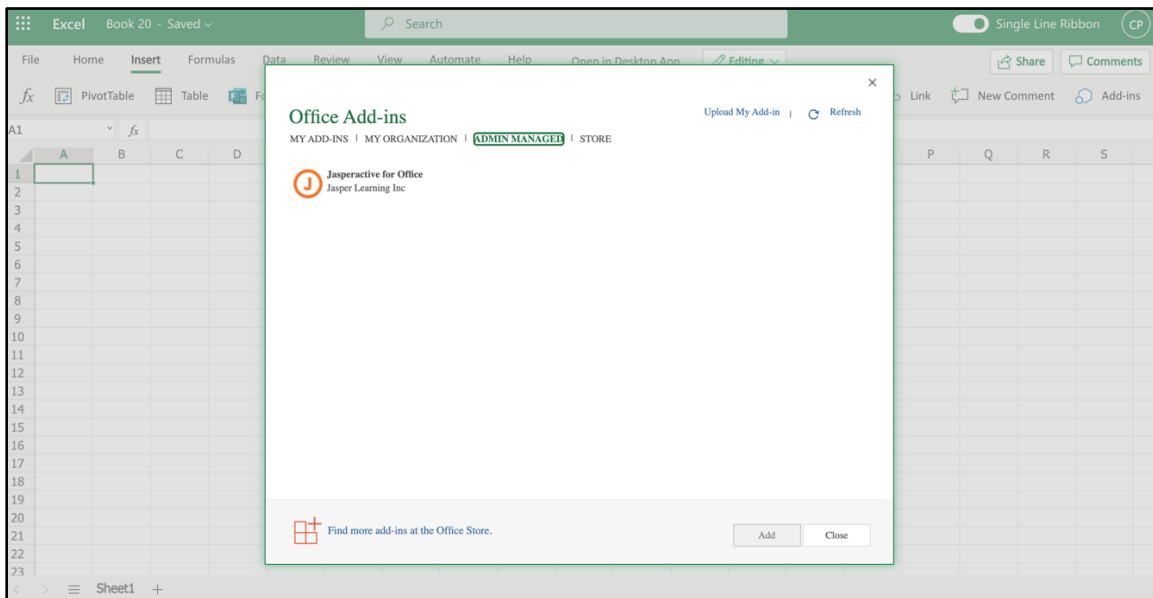 Excel Book 20 - Saved Search Single Line Ribbon CP
File Home Insert Formulas Data Review View Automate Help Open in Desktop App Editing Share Comments
fx PivotTable Table Link New Comment Add-ins
A1 fx
A B C D P Q R S
Office Add-ins
Upload My Add-in | Refresh
MY ADD-INS | MY ORGANIZATION | ADMIN MANAGED | STORE
J
Jasperactive for Office
Jasper Learning Inc
1
2
3
4
5
6
7
8
9
10
11
12
13
14
15
16
17
18
19
20
21
22
23
Find more add-ins at the Office Store.
Add Close
Sheet1